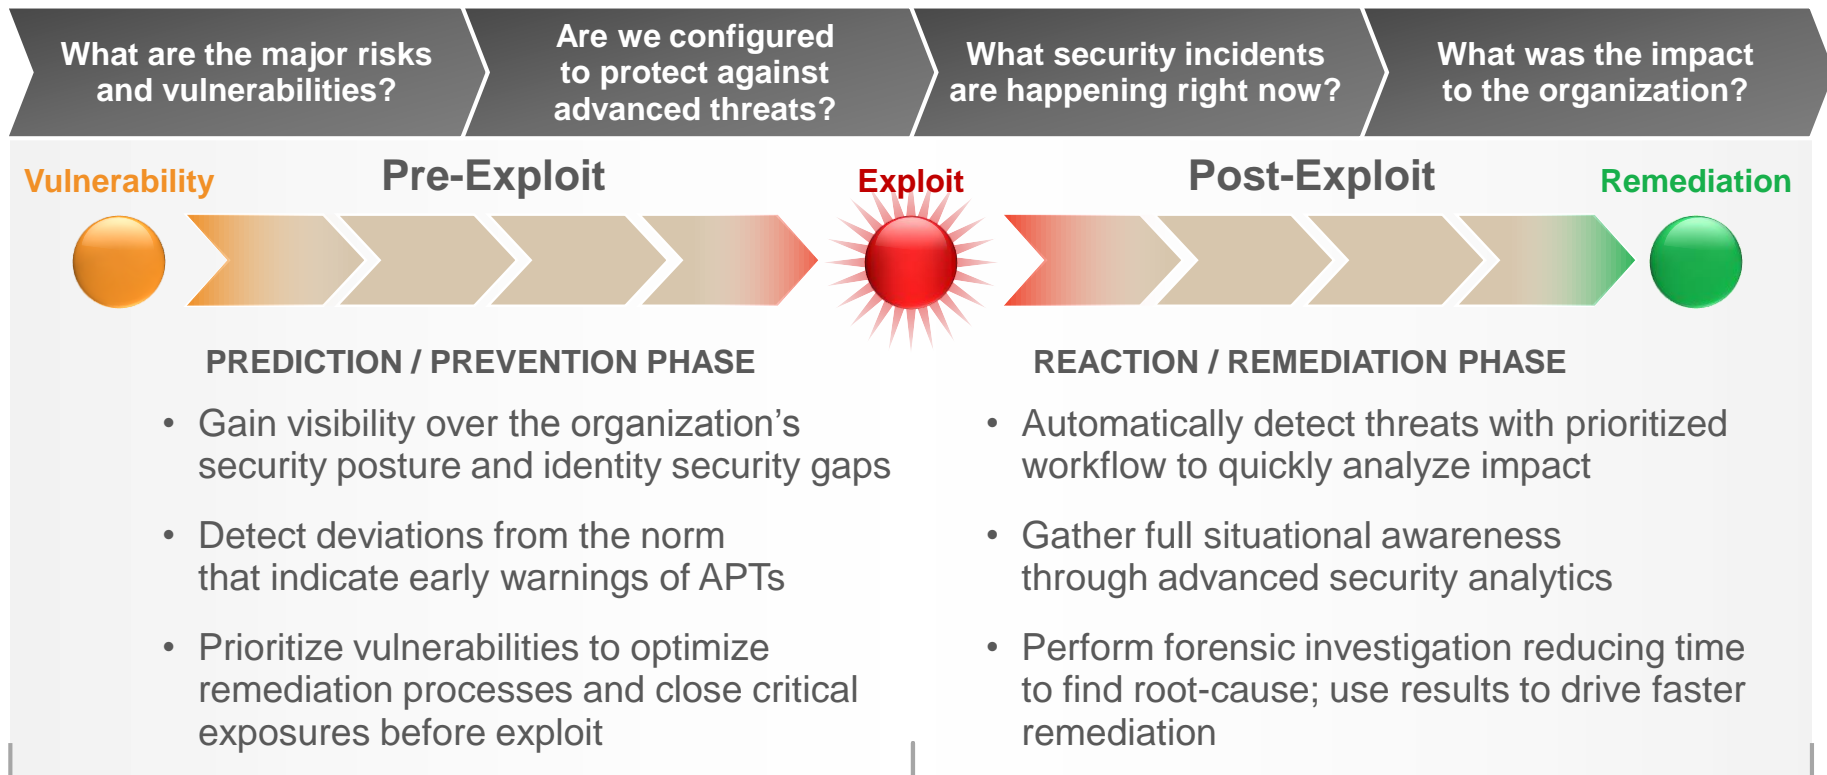 What are the major risks
and vulnerabilities?
Are we configured
to protect against
advanced threats?
What security incidents
are happening right now?
What was the impact
to the organization?
Vulnerability
Pre-Exploit
Exploit
Post-Exploit
Remediation
PREDICTION / PREVENTION PHASE
• Gain visibility over the organization’s
security posture and identity security gaps
• Detect deviations from the norm
that indicate early warnings of APTs
• Prioritize vulnerabilities to optimize
remediation processes and close critical
exposures before exploit
REACTION / REMEDIATION PHASE
• Automatically detect threats with prioritized
workflow to quickly analyze impact
• Gather full situational awareness
through advanced security analytics
• Perform forensic investigation reducing time
to find root-cause; use results to drive faster
remediation